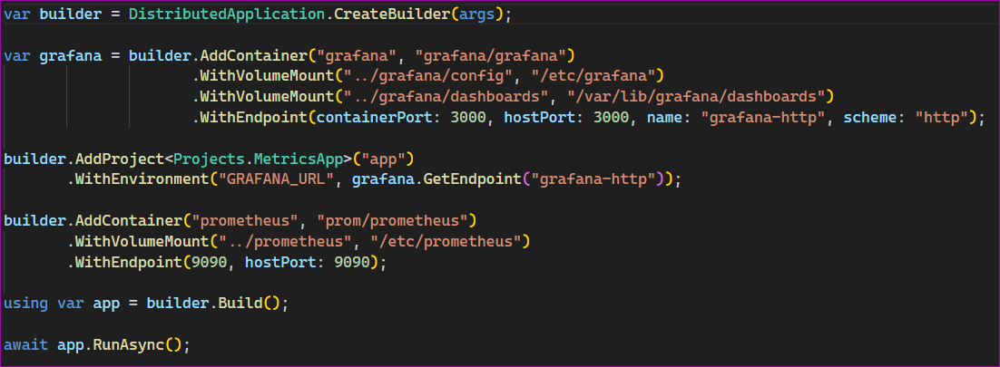 var builder = DistributedApplication.CreateBuilder(args);
var grafana = builder.AddContainer("grafana", "grafana/grafana")
.WithVolumeMount("../grafana/config", "/etc/grafana")
.WithVolumeMount("../grafana/dashboards", "/var/lib/grafana/dashboards")
.WithEndpoint(containerPort: 3000, hostPort: 3000, name: "grafana-http", scheme: "http");
builder.AddProject<Projects.MetricsApp>("app")
.WithEnvironment("GRAFANA_URL", grafana.GetEndpoint("grafana-http"));
builder.AddContainer("prometheus", "prom/prometheus")
.WithVolumeMount("../prometheus", "/etc/prometheus")
.WithEndpoint(9090, hostPort: 9090);
using var app = builder.Build();
await app.RunAsync();